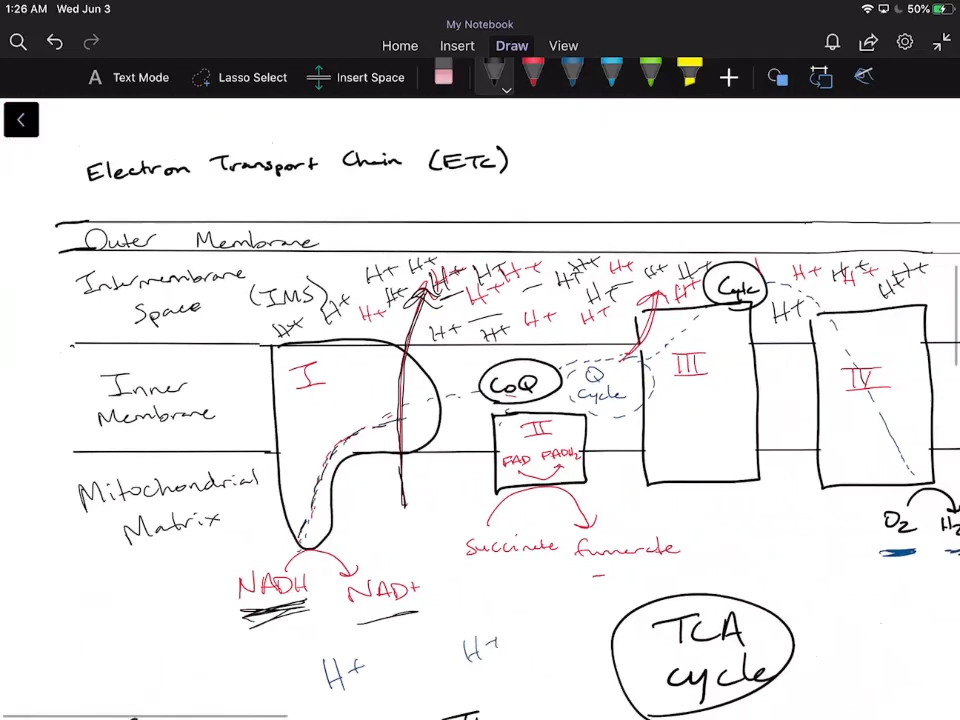 1:26 AM Wed Jun 3
50%
My Notebook
Home Insert Draw View
Text Mode Lasso Select Insert Space
Electron Transport Chain (ETC)
Outer Membrane
Intermembrane
Space (IMS)
H+ H+ H+ H+ H+ H+ H+ H+ H+ H+ H+ H+ H+
H+ H+ H+ H+ H+ H+ H+ H+ H+ H+
H+ H+ H+ H+ H+ H+
Cytc
I
III
IV
Inner
Membrane
CoQ
Q
cycle
II
FAD FADH2
Mitochondrial
Matrix
O2
Succinate fumerate
NADH NAD+
H+ H+
TCA
cycle